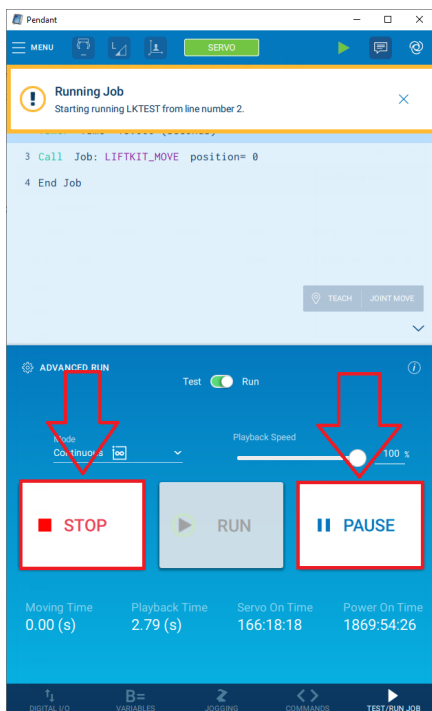 Pendant
MENU
SERVO
Running Job
Starting running LKTEST from line number 2.
3 Call Job: LIFTKIT_MOVE position= 0
4 End Job
TEACH JOINT MOVE
ADVANCED RUN
Test Run
Mode
Continuous
Playback Speed
100 %
STOP
RUN
PAUSE
Moving Time Playback Time Servo On Time Power On Time
0.00 (s) 2.79 (s) 166:18:18 1869:54:26
DIGITAL I/O VARIABLES JOGGING COMMANDS TEST/RUN JOB